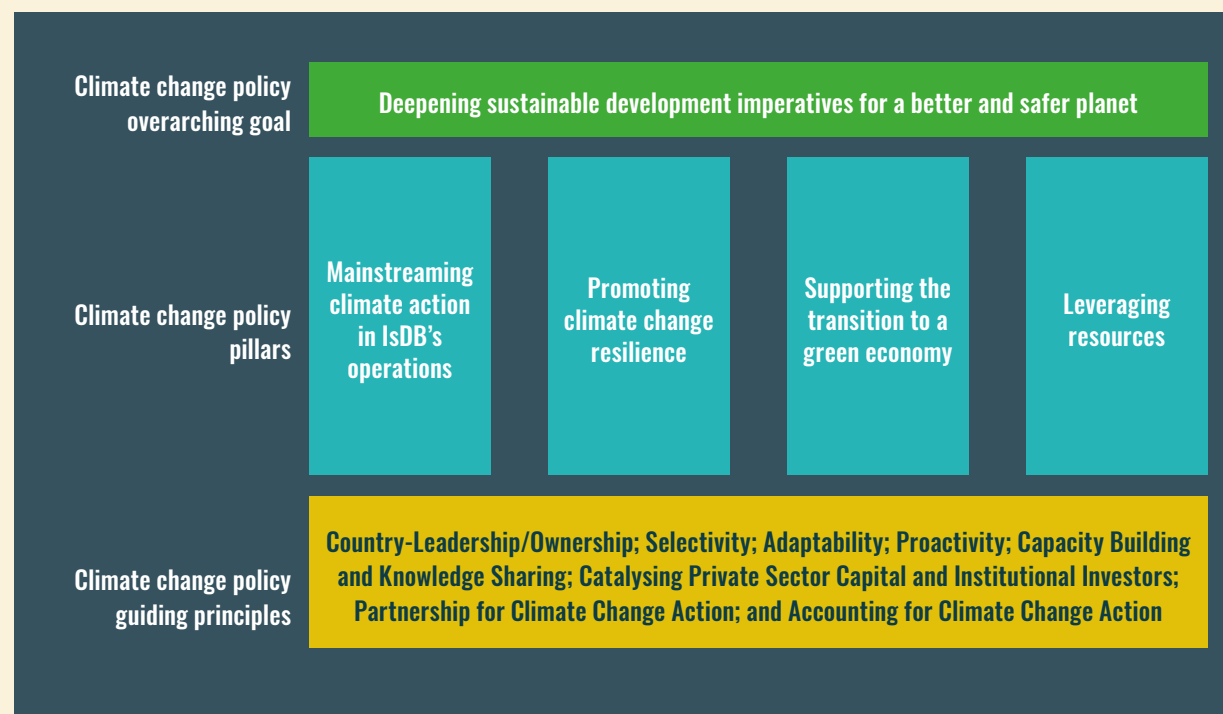 Climate change policy
overarching goal
Deepening sustainable development imperatives for a better and safer planet
Climate change policy
pillars
Mainstreaming
climate action
in IsDB’s
operations
Promoting
climate change
resilience
Supporting the
transition to a
green economy
Leveraging
resources
Climate change policy
guiding principles
Country-Leadership/Ownership; Selectivity; Adaptability; Proactivity; Capacity Building
and Knowledge Sharing; Catalysing Private Sector Capital and Institutional Investors;
Partnership for Climate Change Action; and Accounting for Climate Change Action